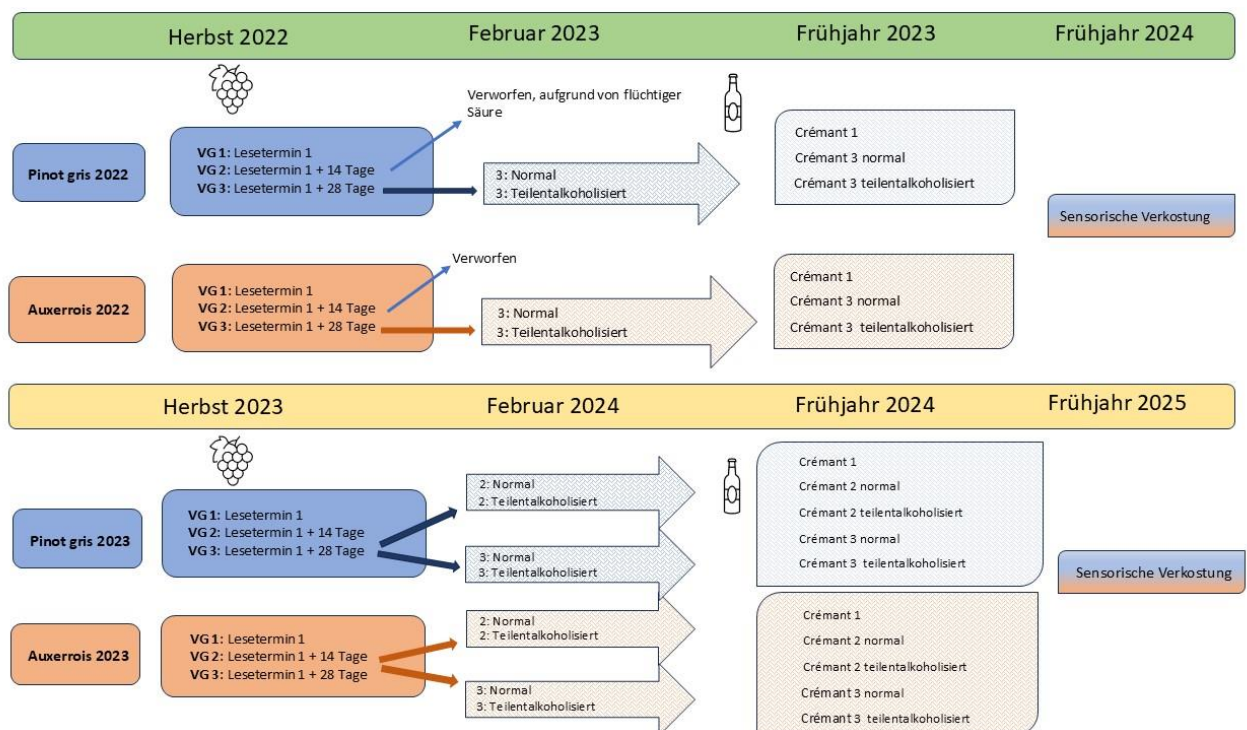 Herbst 2022
Februar 2023
Frühjahr 2023
Frühjahr 2024
Verworfen, aufgrund von flüchtiger
Säure
Pinot gris 2022
VG 1: Lesetermin 1
VG 2: Lesetermin 1 + 14 Tage
VG 3: Lesetermin 1 + 28 Tage
3: Normal
3: Teilentalkoholisiert
Crémant 1
Crémant 3 normal
Crémant 3 teilentalkoholisiert
Sensorische Verkostung
Verworfen
Auxerrois 2022
VG 1: Lesetermin 1
VG 2: Lesetermin 1 + 14 Tage
VG 3: Lesetermin 1 + 28 Tage
3: Normal
3: Teilentalkoholisiert
Crémant 1
Crémant 3 normal
Crémant 3 teilentalkoholisiert
Herbst 2023
Februar 2024
Frühjahr 2024
Frühjahr 2025
Pinot gris 2023
VG 1: Lesetermin 1
VG 2: Lesetermin 1 + 14 Tage
VG 3: Lesetermin 1 + 28 Tage
2: Normal
2: Teilentalkoholisiert
3: Normal
3: Teilentalkoholisiert
Crémant 1
Crémant 2 normal
Crémant 2 teilentalkoholisiert
Crémant 3 normal
Crémant 3 teilentalkoholisiert
Sensorische Verkostung
Auxerrois 2023
VG 1: Lesetermin 1
VG 2: Lesetermin 1 + 14 Tage
VG 3: Lesetermin 1 + 28 Tage
2: Normal
2: Teilentalkoholisiert
3: Normal
3: Teilentalkoholisiert
Crémant 1
Crémant 2 normal
Crémant 2 teilentalkoholisiert
Crémant 3 normal
Crémant 3 teilentalkoholisiert